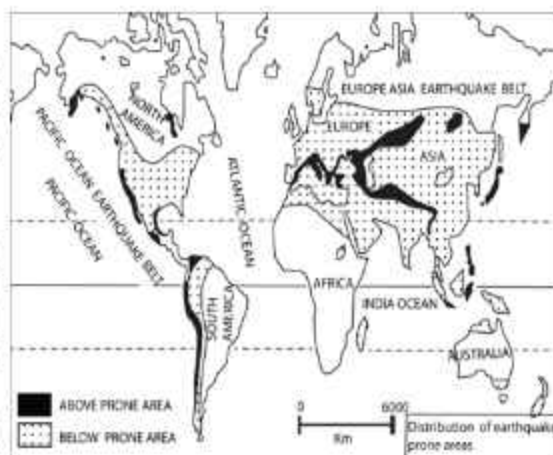 EUROPE ASIA EARTHQUAKE BELT
NORTH
AMERICA
EUROPE
ASIA
PACIFIC OCEAN EARTHQUAKE BELT
PACIFIC OCEAN
ATLANTIC OCEAN
AFRICA
INDIA OCEAN
SOUTH
AMERICA
AUSTRALIA
ABOVE PRONE AREA
BELOW PRONE AREA
0 6000
Km
Distribution of earthquake
prone areas.